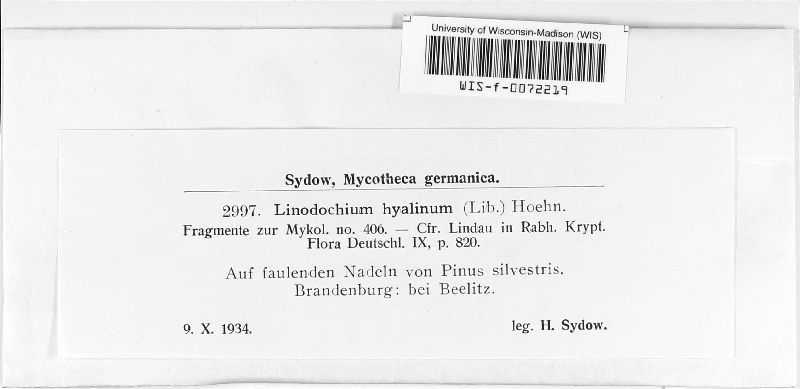 University of Wisconsin-Madison (WIS)
WIS-f-0072219
Sydow, Mycotheca germanica.
2997. Linodochium hyalinum (Lib.) Hoehn.
Fragmente zur Mykol. no. 406. — Cfr. Lindau in Rabh. Krypt.
Flora Deutschl. IX, p. 820.
Auf faulenden Nadeln von Pinus silvestris.
Brandenburg: bei Beelitz.
9. X. 1934. leg. H. Sydow.